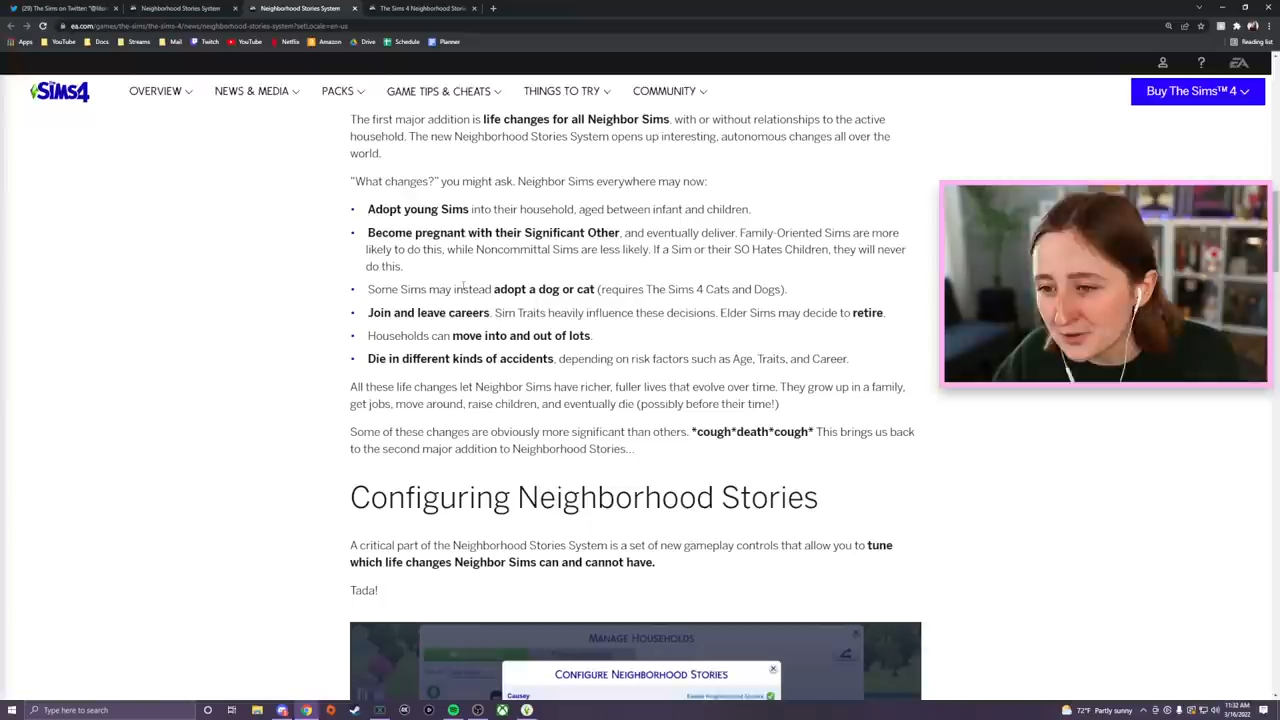 (29) The Sims on Twitter: "@lilsi
Neighborhood Stories System
Neighborhood Stories System
The Sims 4 Neighborhood Stori
ea.com/games/the-sims/the-sims-4/news/neighborhood-stories-system?setLocale=en-us
Apps YouTube Docs Streams Mail Twitch YouTube Netflix Amazon Drive Schedule Planner Reading list
EA
The SiMS4 OVERVIEW NEWS & MEDIA PACKS GAME TIPS & CHEATS THINGS TO TRY COMMUNITY Buy The Sims™ 4
The first major addition is life changes for all Neighbor Sims, with or without relationships to the active
household. The new Neighborhood Stories System opens up interesting, autonomous changes all over the
world.
"What changes?" you might ask. Neighbor Sims everywhere may now:
• Adopt young Sims into their household, aged between infant and children.
• Become pregnant with their Significant Other, and eventually deliver. Family-Oriented Sims are more
likely to do this, while Noncommittal Sims are less likely. If a Sim or their SO Hates Children, they will never
do this.
• Some Sims may instead adopt a dog or cat (requires The Sims 4 Cats and Dogs).
• Join and leave careers. Sim Traits heavily influence these decisions. Elder Sims may decide to retire.
• Households can move into and out of lots.
• Die in different kinds of accidents, depending on risk factors such as Age, Traits, and Career.
All these life changes let Neighbor Sims have richer, fuller lives that evolve over time. They grow up in a family,
get jobs, move around, raise children, and eventually die (possibly before their time!)
Some of these changes are obviously more significant than others. *cough*death*cough* This brings us back
to the second major addition to Neighborhood Stories...
Configuring Neighborhood Stories
A critical part of the Neighborhood Stories System is a set of new gameplay controls that allow you to tune
which life changes Neighbor Sims can and cannot have.
Tada!
MANAGE HOUSEHOLDS
CONFIGURE NEIGHBORHOOD STORIES
Causey Enable Neighborhood Stories
Type here to search
72°F Partly sunny
11:32 AM
3/16/2022